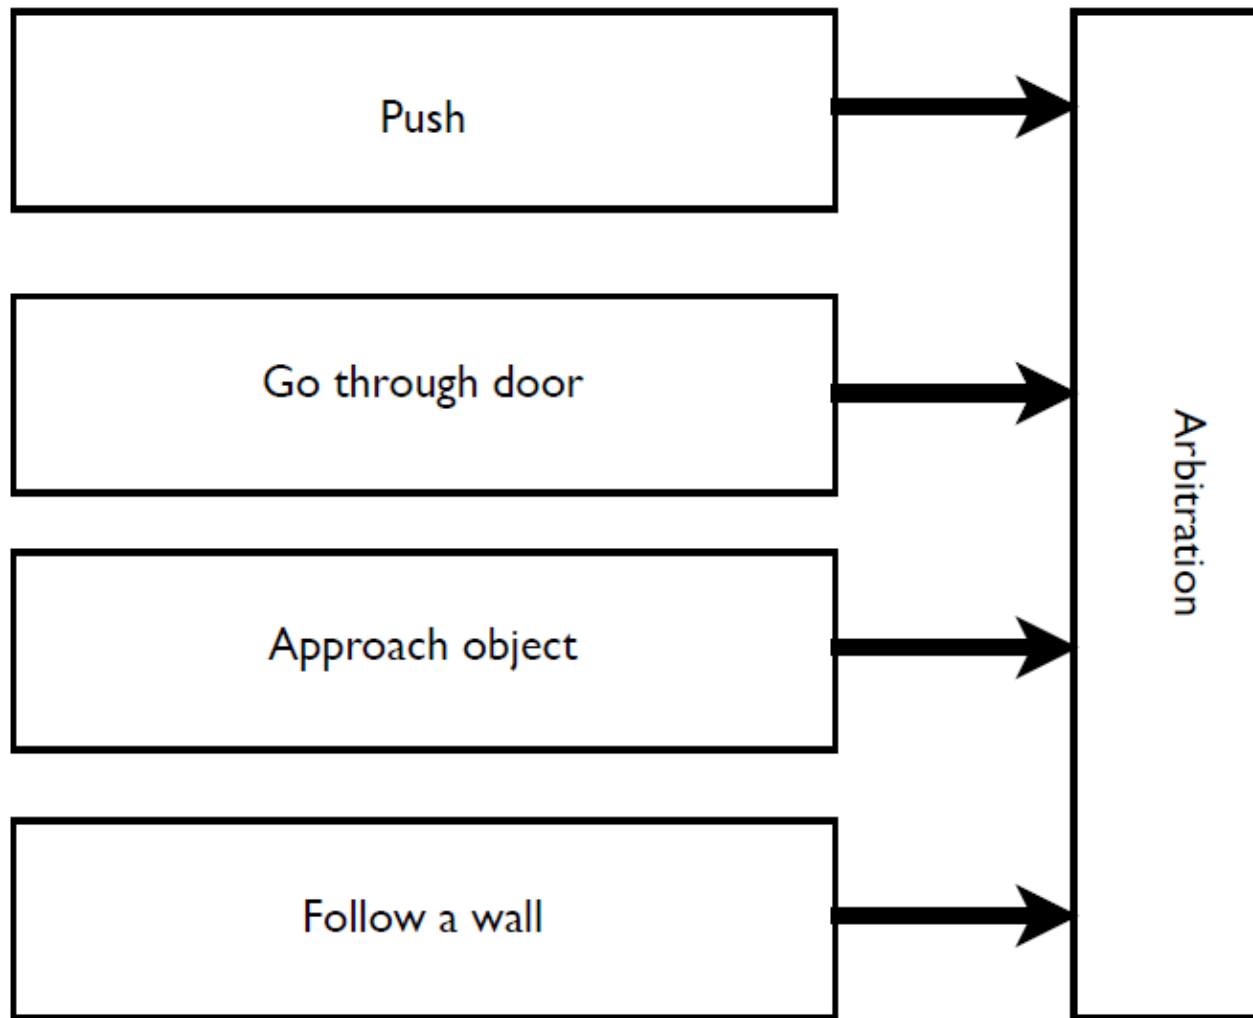 Push
Go through door
Approach object
Follow a wall
Arbitration